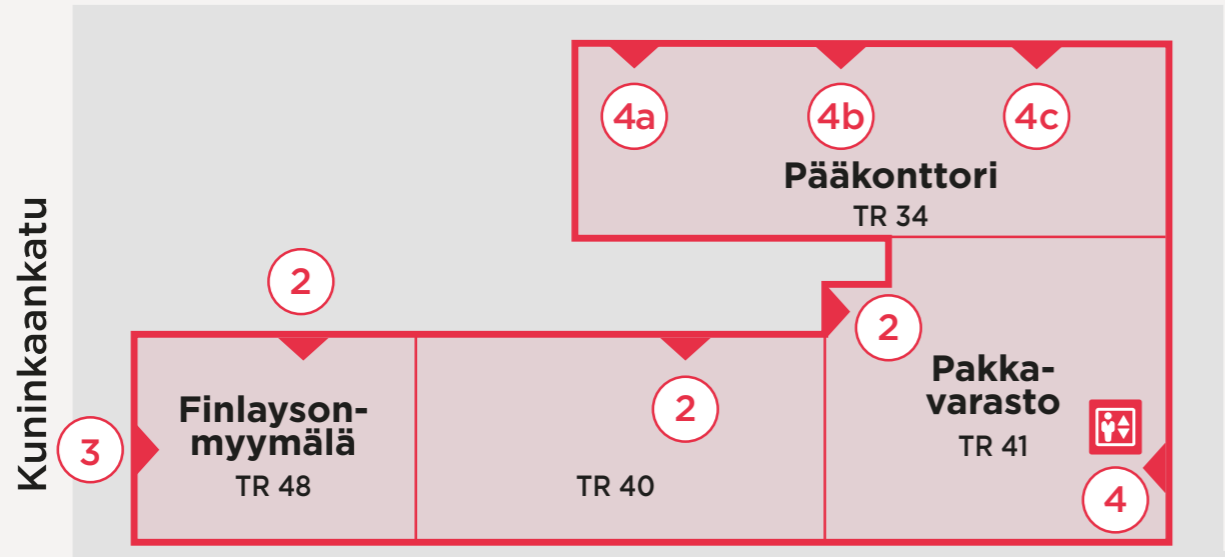 Kuninkaankatu
4a
4b
4c
Pääkonttori
TR 34
2
2
2
3
Finlayson-
myymälä
TR 48
TR 40
Pakka-
varasto
TR 41
4